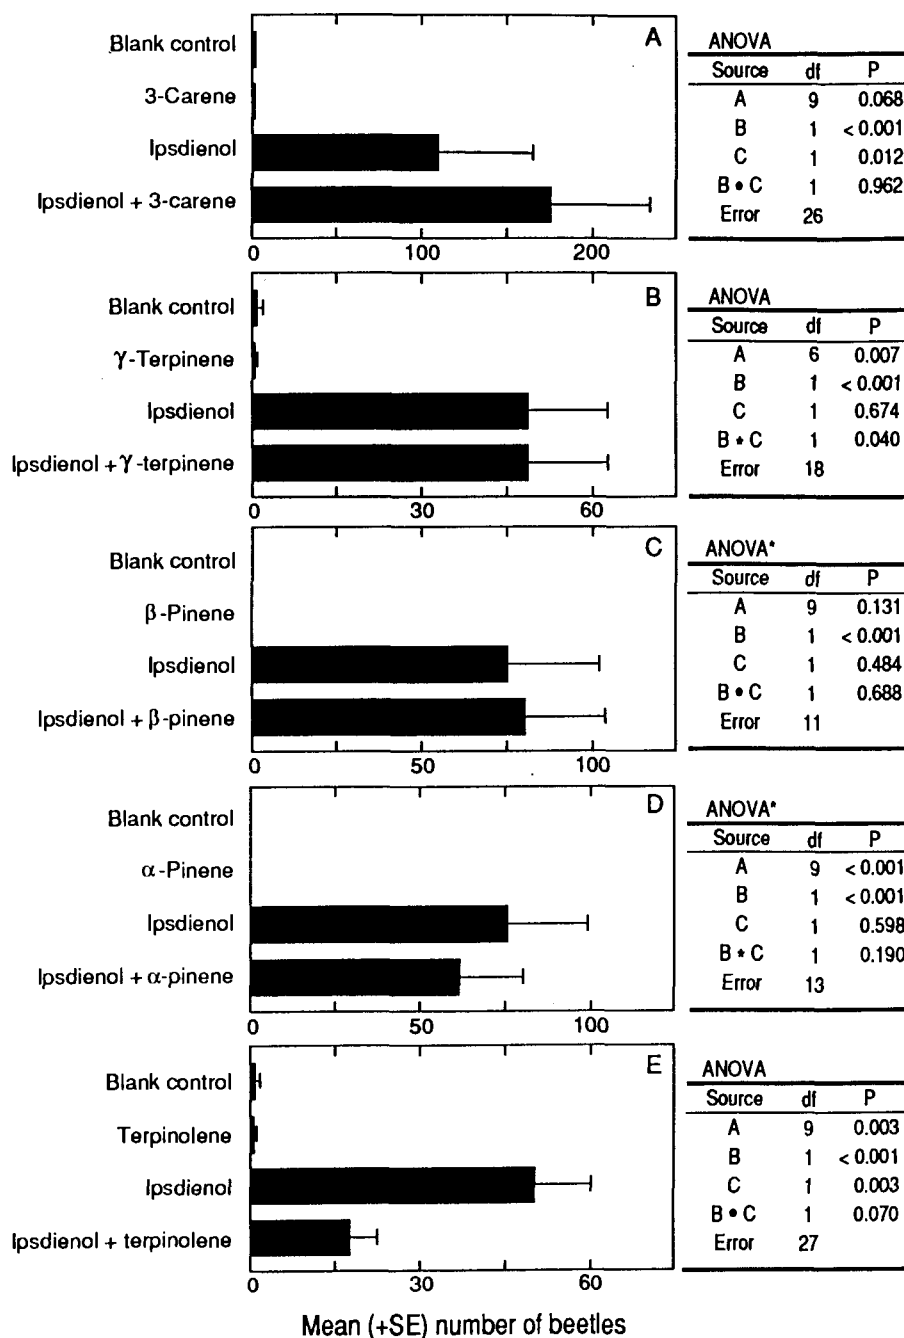 A
Blank control
3-Carene
Ipsdienol
Ipsdienol + 3-carene
0 100 200
ANOVA
Source df P
A 9 0.068
B 1 < 0.001
C 1 0.012
B • C 1 0.962
Error 26
B
Blank control
γ-Terpinene
Ipsdienol
Ipsdienol + γ-terpinene
0 30 60
ANOVA
Source df P
A 6 0.007
B 1 < 0.001
C 1 0.674
B * C 1 0.040
Error 18
C
Blank control
β-Pinene
Ipsdienol
Ipsdienol + β-pinene
0 50 100
ANOVA*
Source df P
A 9 0.131
B 1 < 0.001
C 1 0.484
B • C 1 0.688
Error 11
D
Blank control
α-Pinene
Ipsdienol
Ipsdienol + α-pinene
0 50 100
ANOVA*
Source df P
A 9 < 0.001
B 1 < 0.001
C 1 0.598
B * C 1 0.190
Error 13
E
Blank control
Terpinolene
Ipsdienol
Ipsdienol + terpinolene
0 30 60
ANOVA
Source df P
A 9 0.003
B 1 < 0.001
C 1 0.003
B • C 1 0.070
Error 27
Mean (+SE) number of beetles